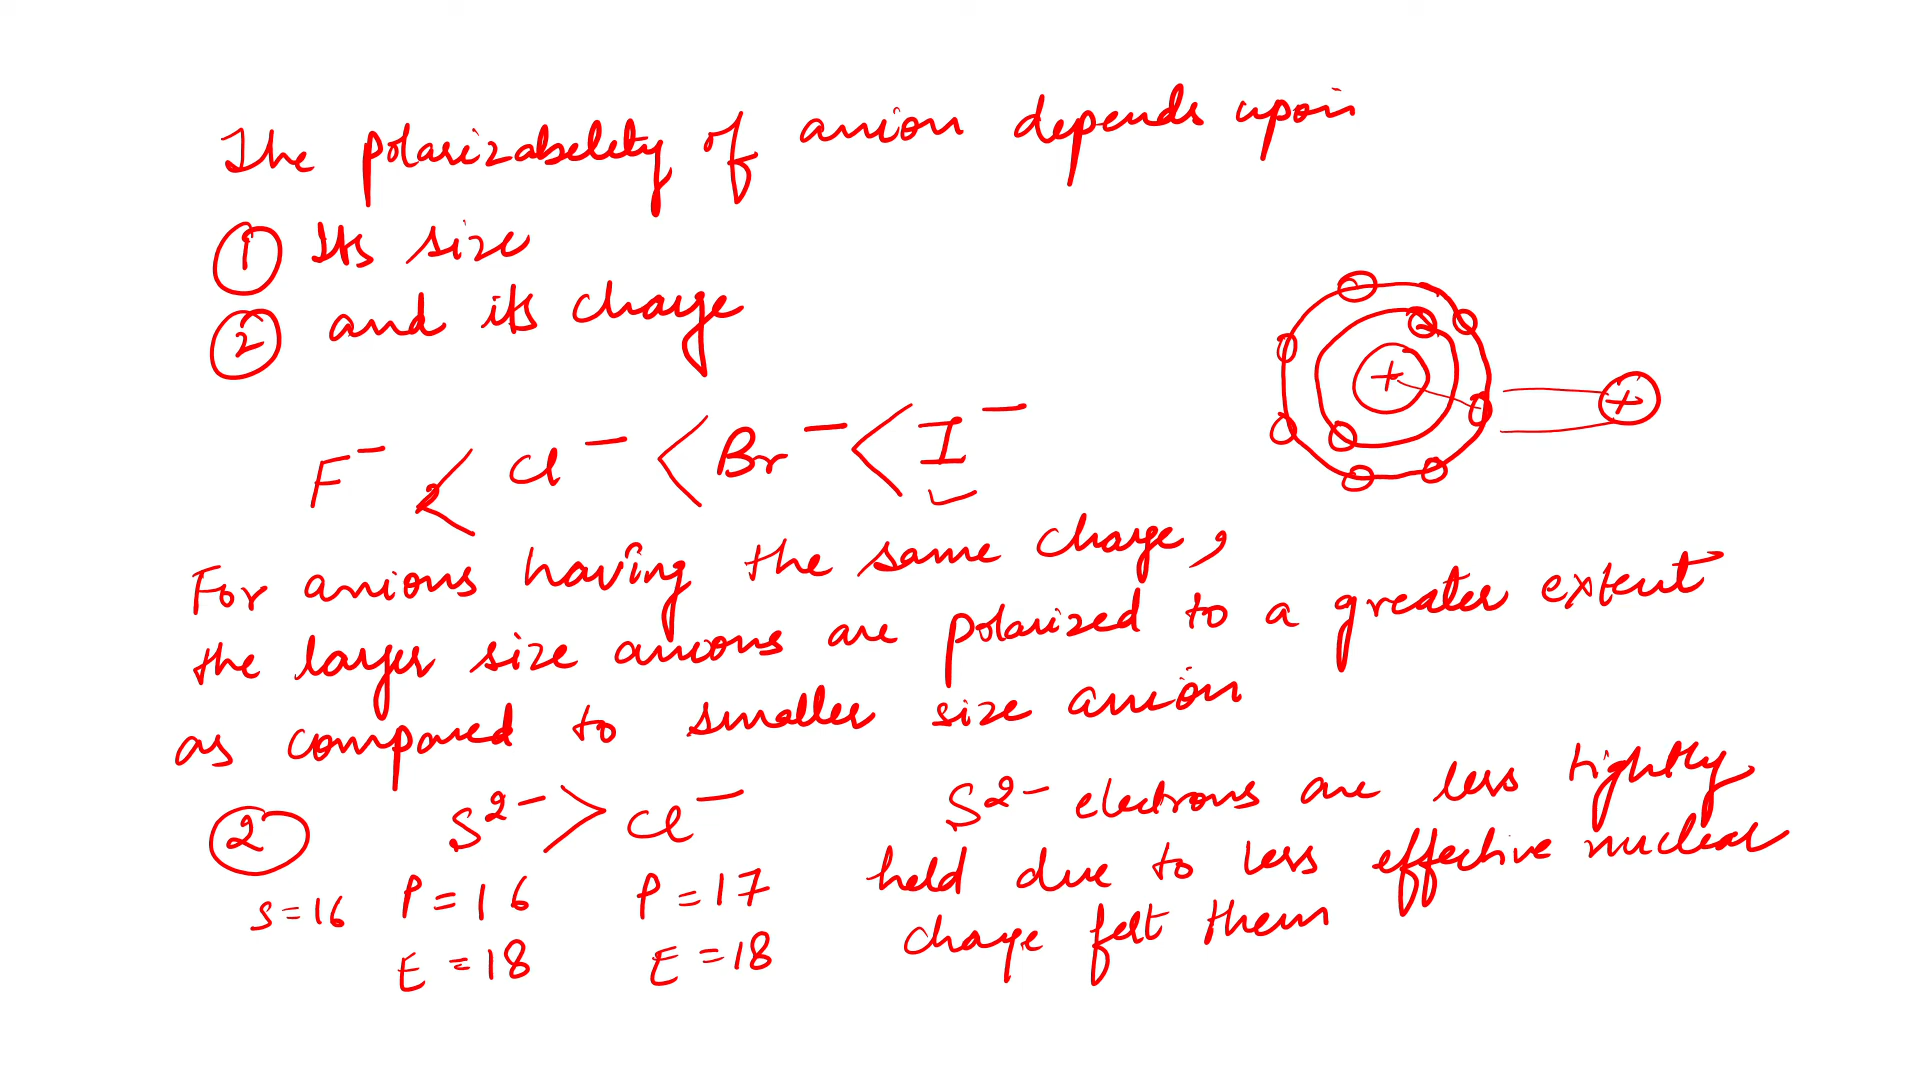 The polarizability of anion depends upon
① Its size
② and its charge
F⁻ < Cl⁻ < Br⁻ < I⁻
For anions having the same charge,
the larger size anions are polarized to a greater extent
as compared to smaller size anion
② S²⁻ > Cl⁻
S=16 P=16 P=17
E=18 E=18
S²⁻ electrons are less tightly
held due to less effective nuclear
charge felt them
+ +